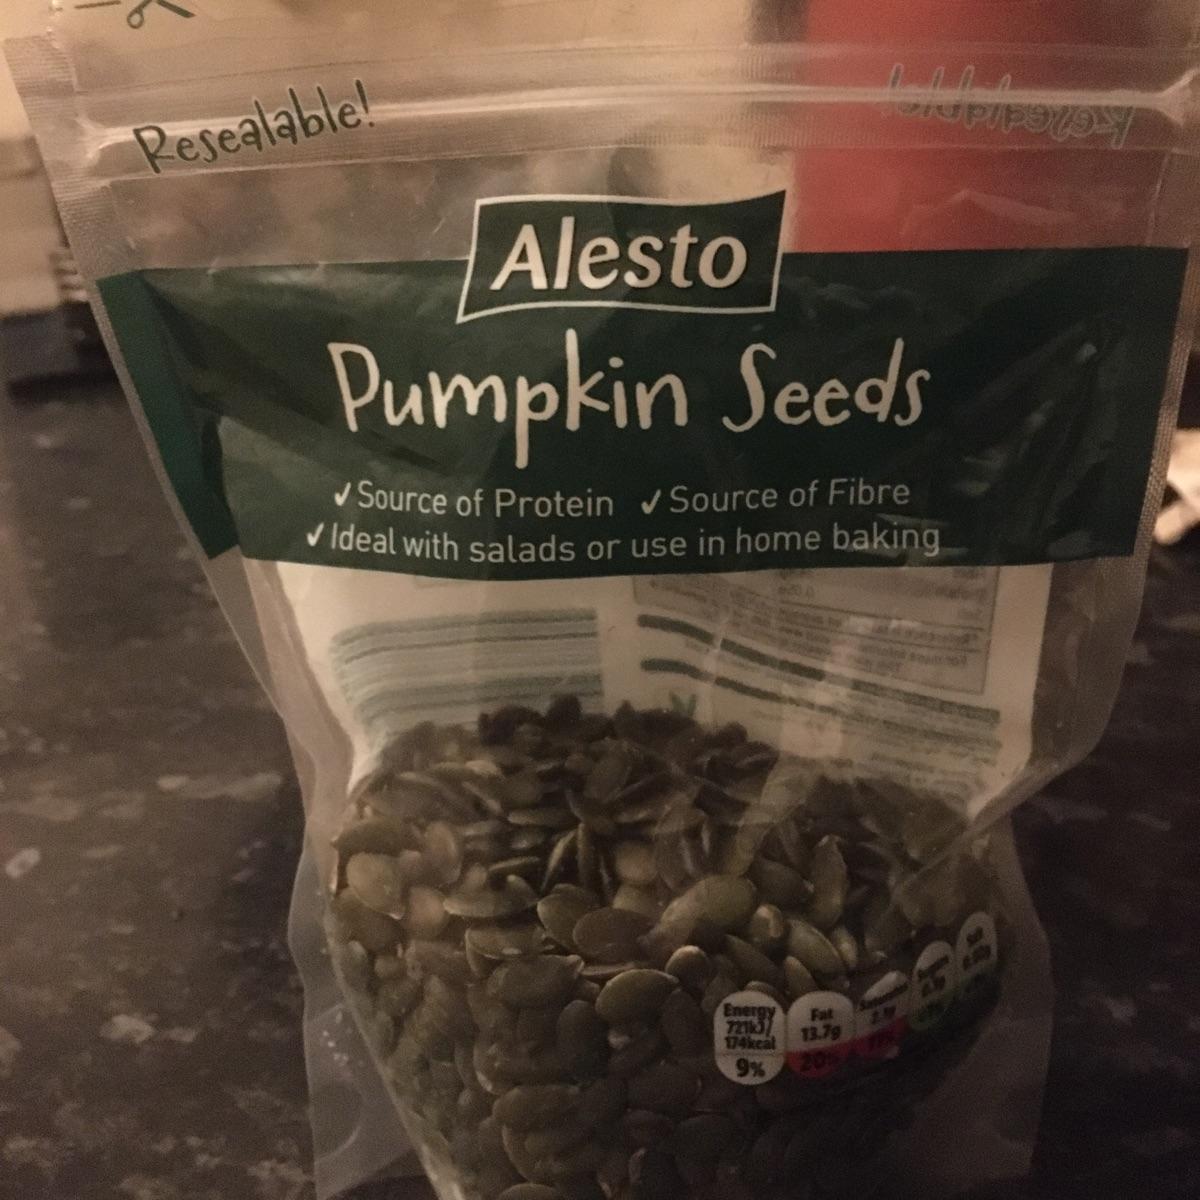 Resealable!
Alesto
Pumpkin Seeds
✓Source of Protein ✓Source of Fibre
✓Ideal with salads or use in home baking
Energy
721kJ/
174kcal
9%
Fat
13.7g
20%